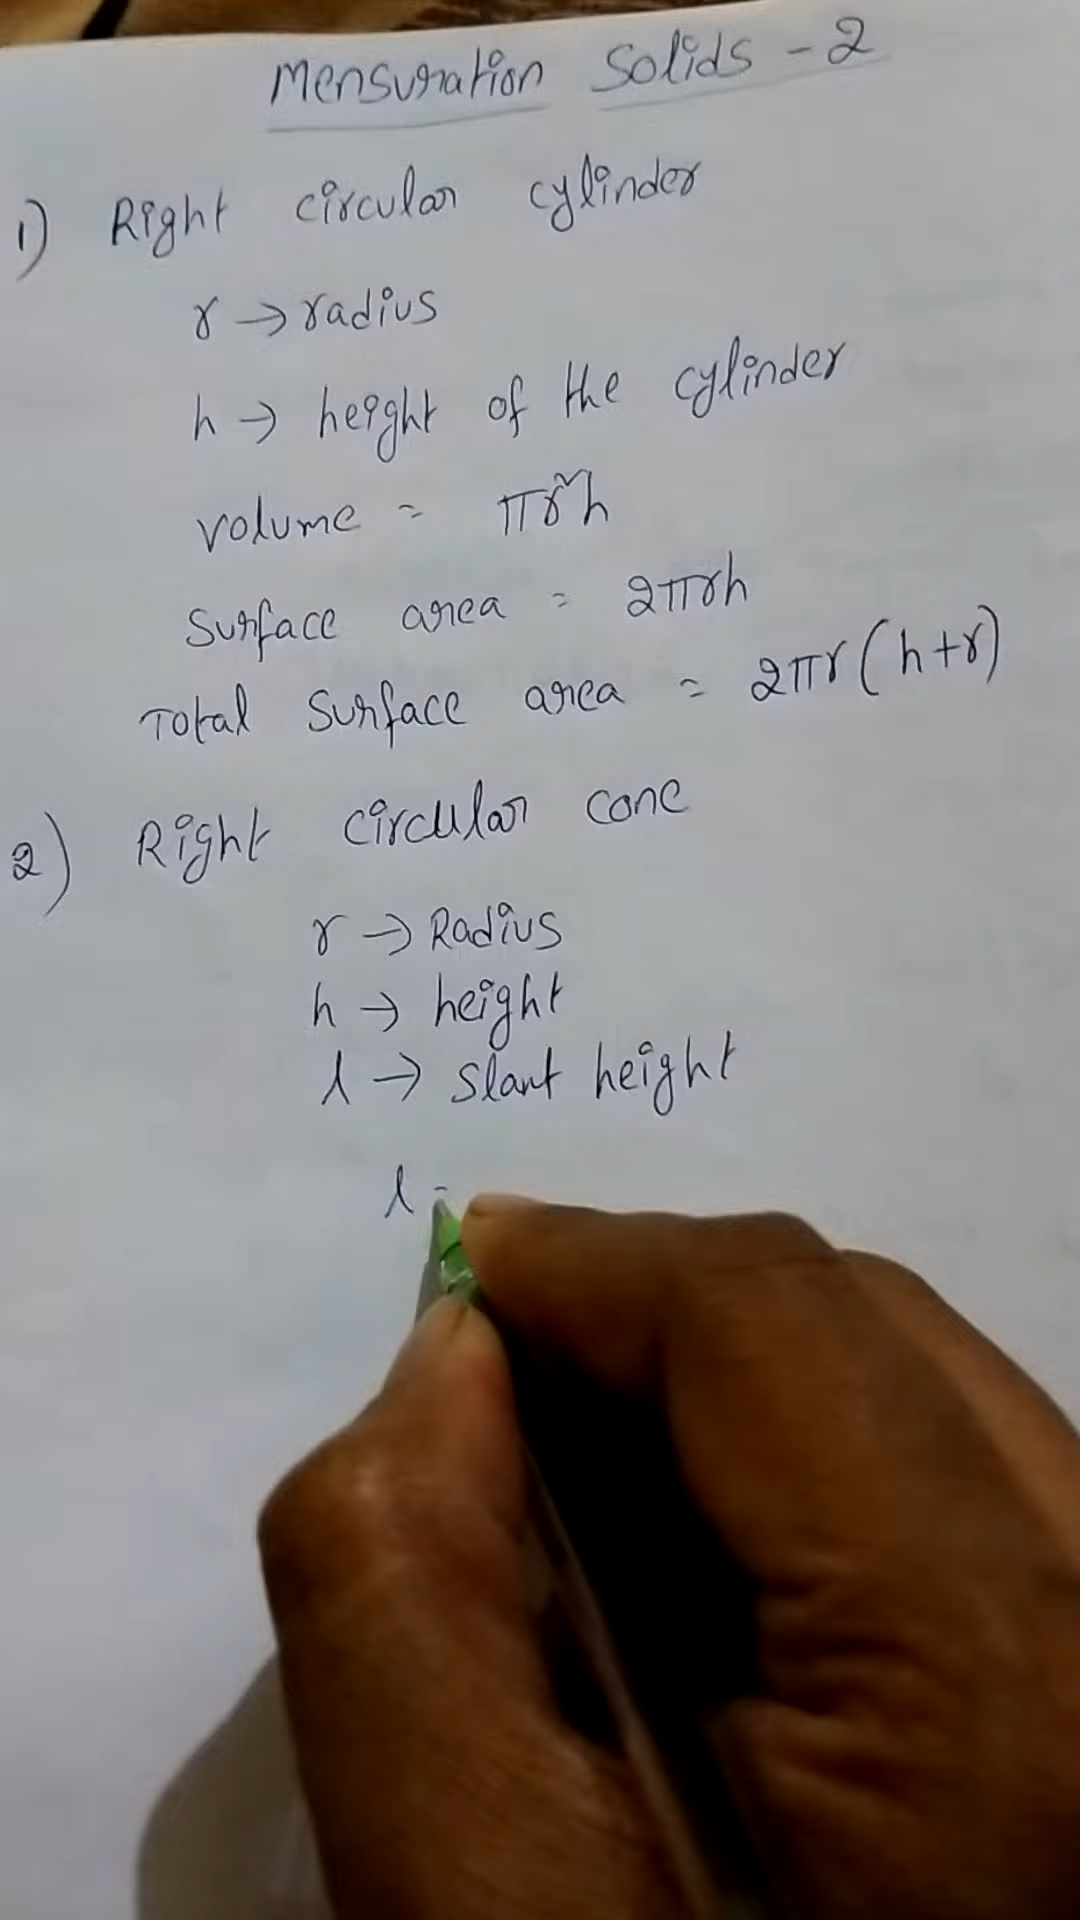 Mensuration Solids - 2
1) Right circular cylinder
r → radius
h → height of the cylinder
volume = πr²h
Surface area = 2πrh
Total surface area = 2πr(h+r)
2) Right circular cone
r → Radius
h → height
l → Slant height
l =